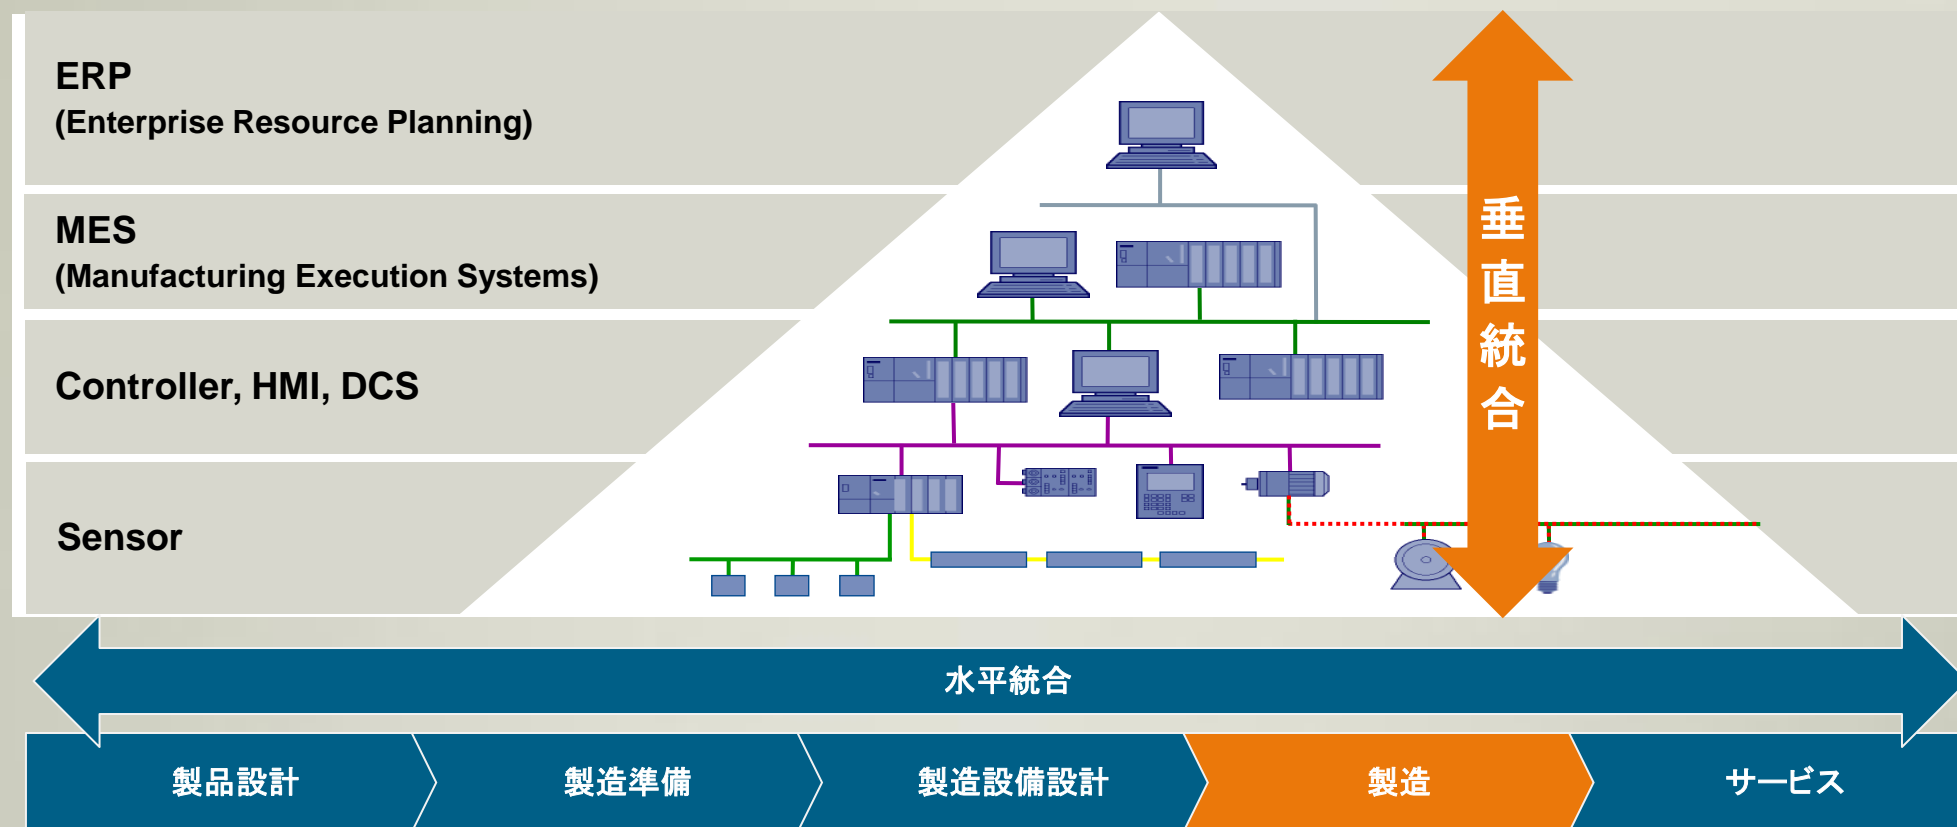 ERP
(Enterprise Resource Planning)
MES
(Manufacturing Execution Systems)
Controller, HMI, DCS
Sensor
垂直統合
水平統合
製品設計
製造準備
製造設備設計
製造
サービス